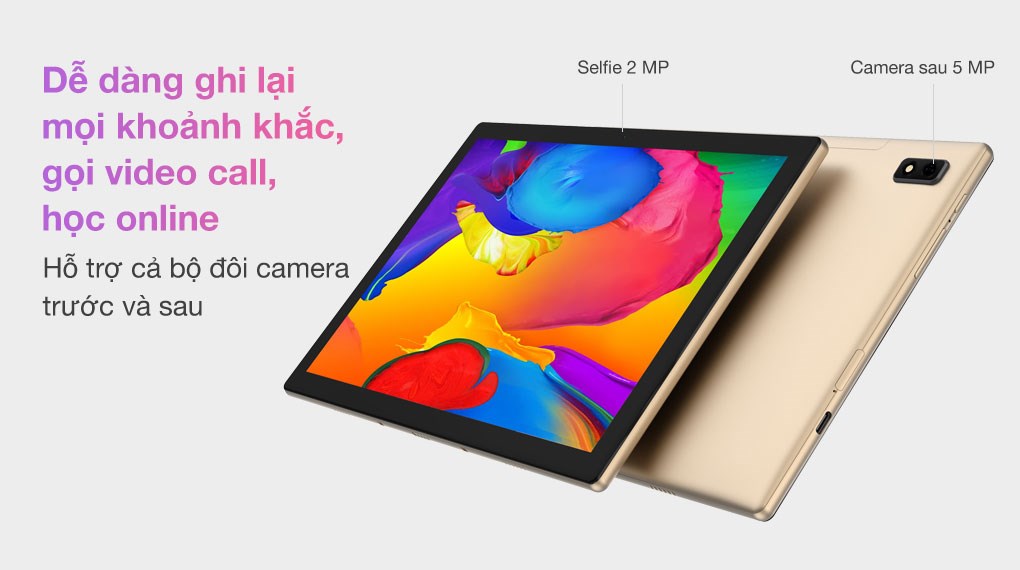 Dễ dàng ghi lại
mọi khoảnh khắc,
gọi video call,
học online
Hỗ trợ cả bộ đôi camera
trước và sau
Selfie 2 MP
Camera sau 5 MP